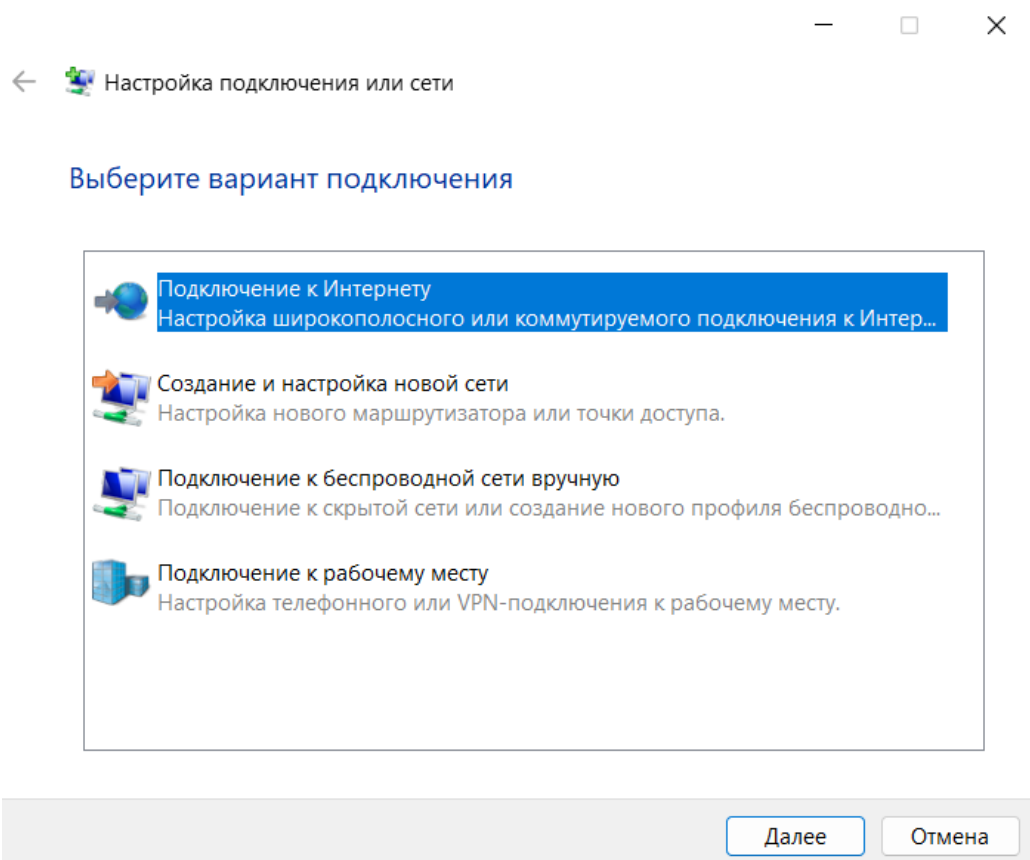 Настройка подключения или сети
Выберите вариант подключения
Подключение к Интернету
Настройка широкополосного или коммутируемого подключения к Интер...
Создание и настройка новой сети
Настройка нового маршрутизатора или точки доступа.
Подключение к беспроводной сети вручную
Подключение к скрытой сети или создание нового профиля беспроводно...
Подключение к рабочему месту
Настройка телефонного или VPN-подключения к рабочему месту.
Далее Отмена